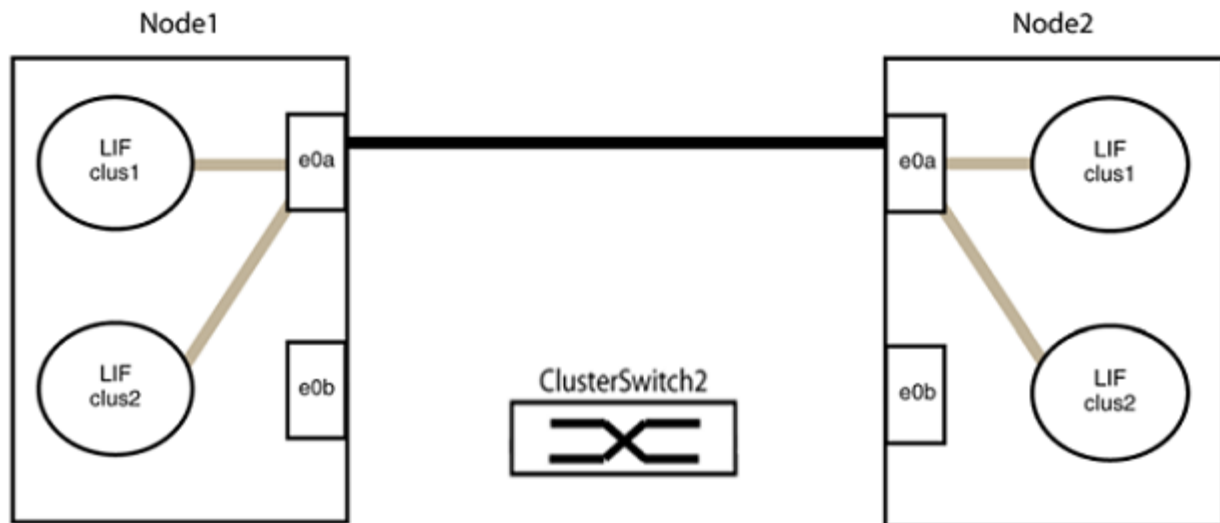 Node1
Node2
LIF
clus1
e0a
e0a
LIF
clus1
LIF
clus2
e0b
ClusterSwitch2
e0b
LIF
clus2